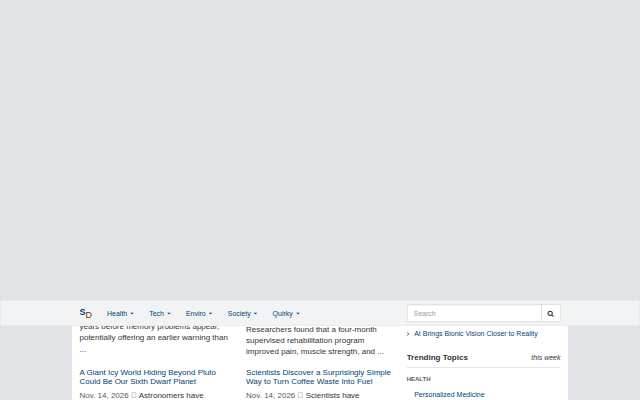 SD Health Tech Enviro Society Quirky Search
years before memory problems appear,
potentially offering an earlier warning than
...
A Giant Icy World Hiding Beyond Pluto
Could Be Our Sixth Dwarf Planet
Nov. 14, 2026 Astronomers have
Researchers found that a four-month
supervised rehabilitation program
improved pain, muscle strength, and ...
Scientists Discover a Surprisingly Simple
Way to Turn Coffee Waste Into Fuel
Nov. 14, 2026 Scientists have
AI Brings Bionic Vision Closer to Reality
Trending Topics this week
HEALTH
Personalized Medicine